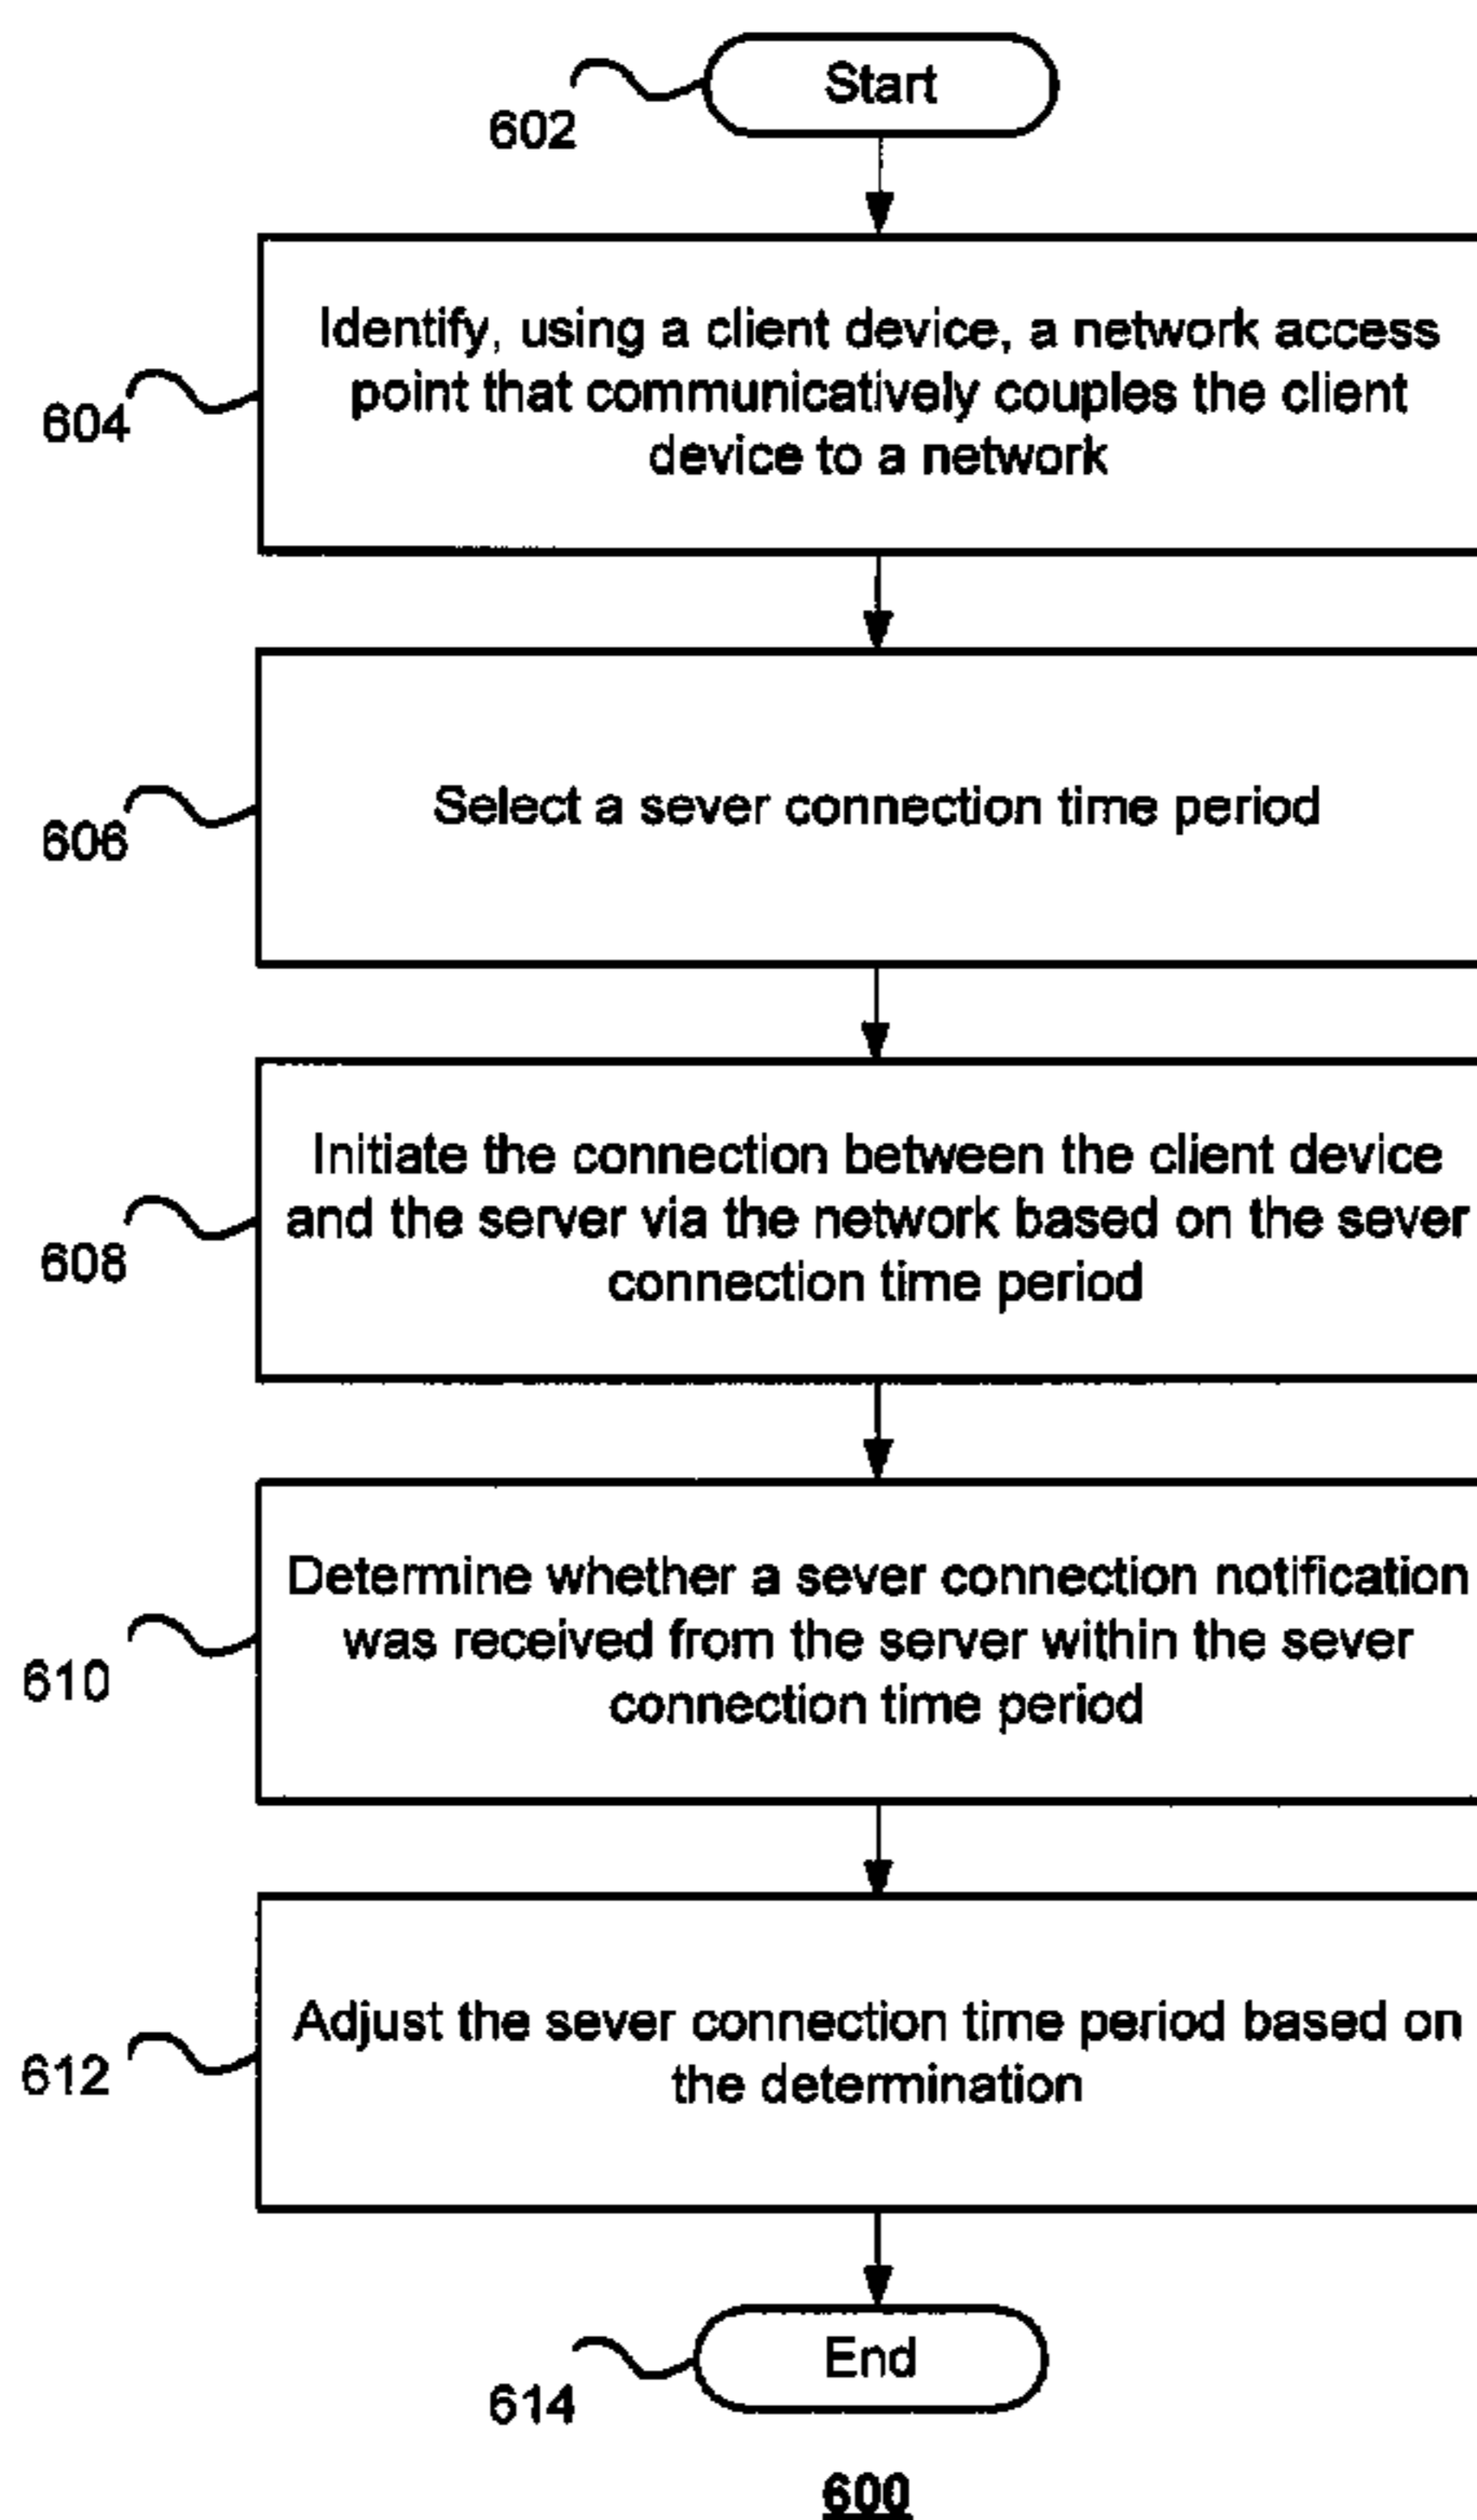 Start
602
Identify, using a client device, a network access
point that communicatively couples the client
device to a network
604
Select a sever connection time period
606
Initiate the connection between the client device
and the server via the network based on the sever
connection time period
608
Determine whether a sever connection notification
was received from the server within the sever
connection time period
610
Adjust the sever connection time period based on
the determination
612
End
614
600